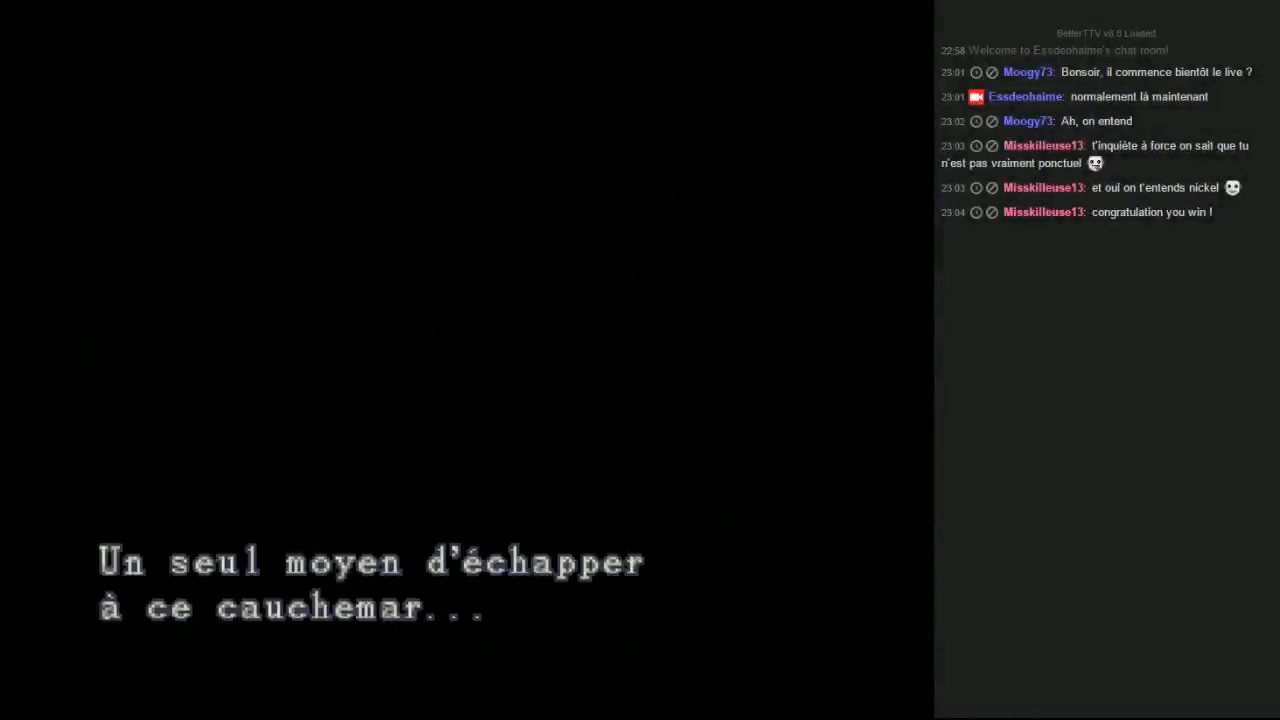 Un seul moyen d'échapper
à ce cauchemar...
BetterTTV v6.8 Loaded
22:58 Welcome to Essdeohaime's chat room!
23:01 Moogy73: Bonsoir, il commence bientôt le live ?
23:01 Essdeohaime: normalement là maintenant
23:02 Moogy73: Ah, on entend
23:03 Misskilleuse13: t'inquiète à force on sait que tu
n'est pas vraiment ponctuel
23:03 Misskilleuse13: et oui on t'entends nickel
23:04 Misskilleuse13: congratulation you win !